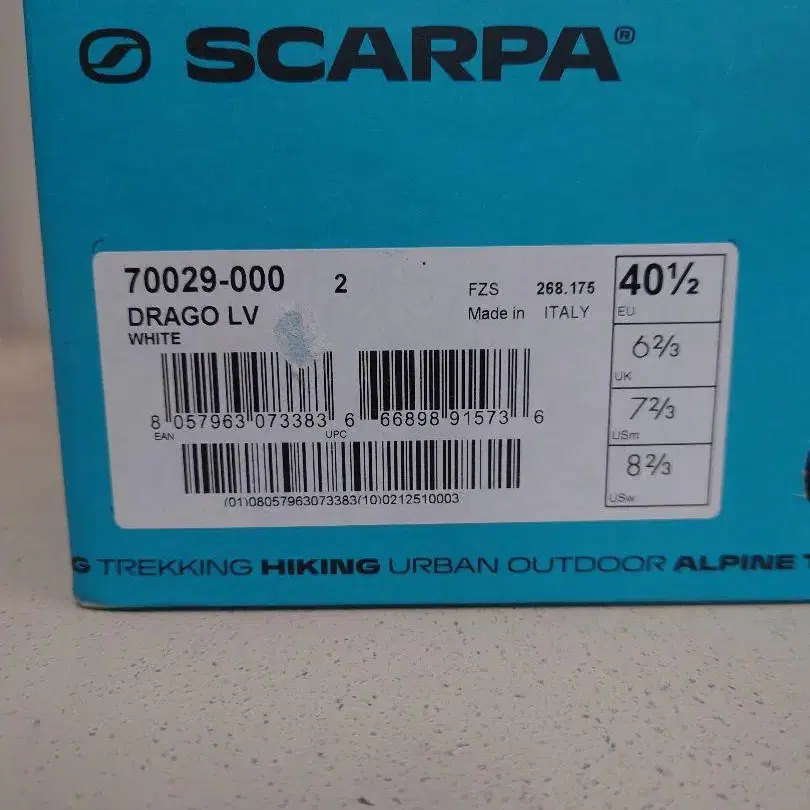 SCARPA®
70029-000 2
DRAGO LV
WHITE
FZS 268.175
Made in ITALY
40½
EU
6⅔
UK
7⅔
USm
8⅔
USw
8 057963 073383
EAN
6 66898 91573 6
UPC
(01)08057963073383(10)0212510003
G TREKKING HIKING URBAN OUTDOOR ALPINE T